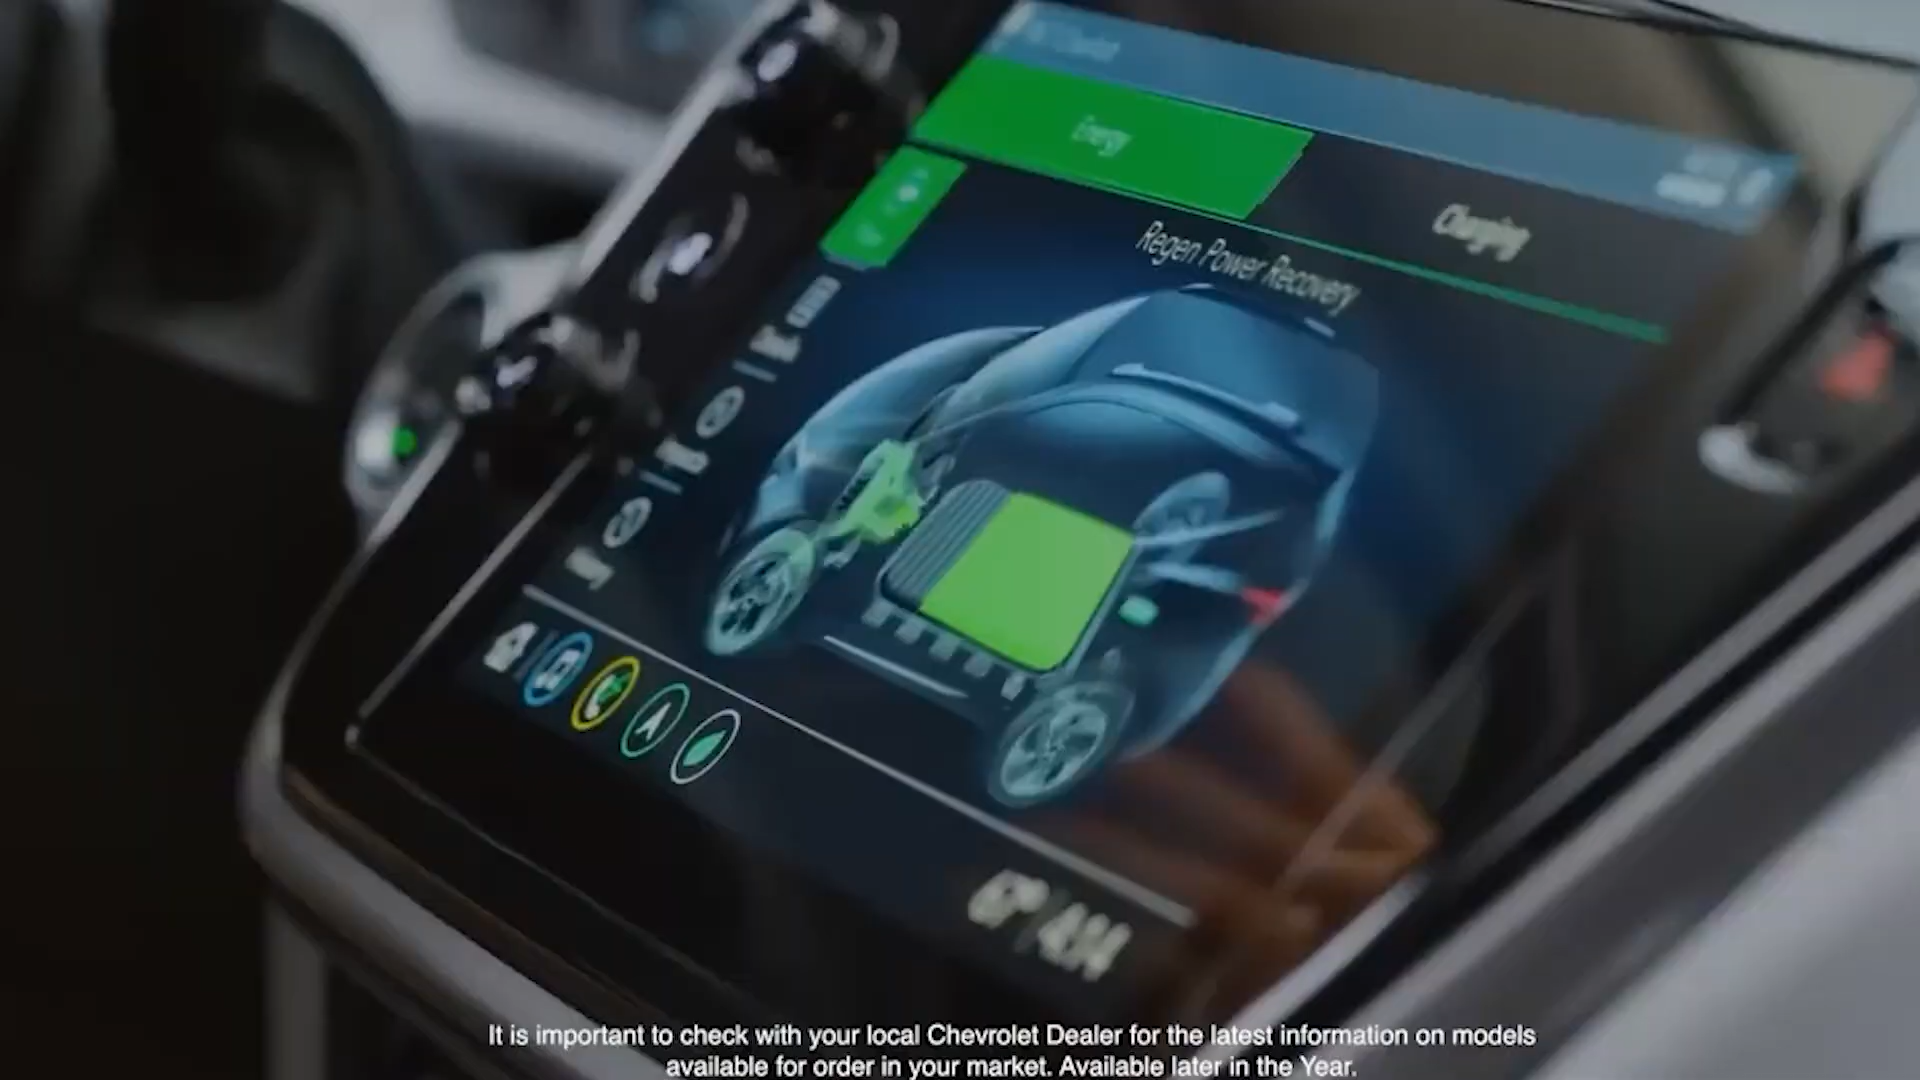 Energy
Charging
Regen Power Recovery
It is important to check with your local Chevrolet Dealer for the latest information on models
available for order in your market. Available later in the Year.